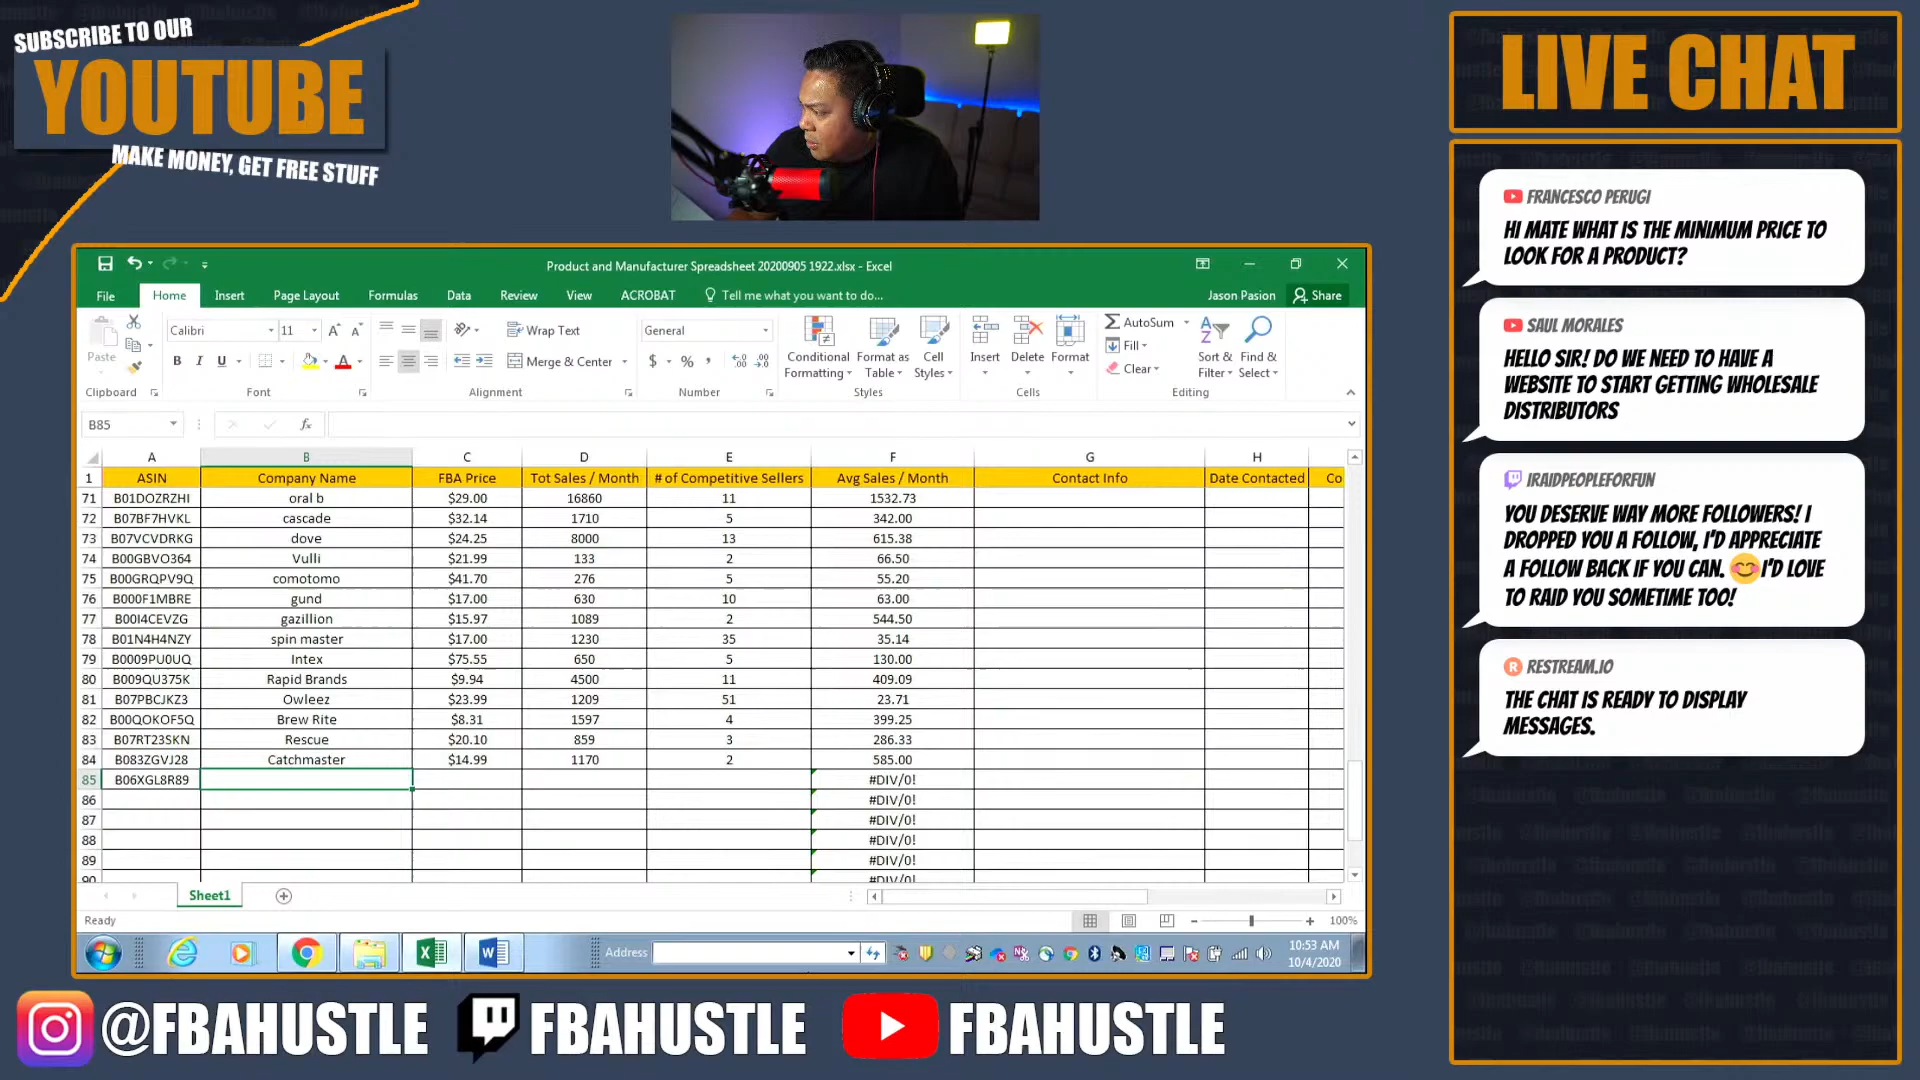 SUBSCRIBE TO OUR
YOUTUBE
MAKE MONEY, GET FREE STUFF
LIVE CHAT
FRANCESCO PERUGI
HI MATE WHAT IS THE MINIMUM PRICE TO
LOOK FOR A PRODUCT?
SAUL MORALES
HELLO SIR! DO WE NEED TO HAVE A
WEBSITE TO START GETTING WHOLESALE
DISTRIBUTORS
IRAIDPEOPLEFORFUN
YOU DESERVE WAY MORE FOLLOWERS! I
DROPPED YOU A FOLLOW, I'D APPRECIATE
A FOLLOW BACK IF YOU CAN. 😊I'D LOVE
TO RAID YOU SOMETIME TOO!
RESTREAM.IO
THE CHAT IS READY TO DISPLAY
MESSAGES.
Product and Manufacturer Spreadsheet 20200905 1922.xlsx - Excel
File Home Insert Page Layout Formulas Data Review View ACROBAT Tell me what you want to do... Jason Pasion Share
Paste Calibri 11 Wrap Text General AutoSum
B I U Merge & Center $ % Conditional Formatting Format as Table Cell Styles Insert Delete Format Fill Clear Sort & Filter Find & Select
Clipboard Font Alignment Number Styles Cells Editing
B85 fx
A B C D E F G H
1 ASIN Company Name FBA Price Tot Sales / Month # of Competitive Sellers Avg Sales / Month Contact Info Date Contacted Co
71 B01DOZRZHI oral b $29.00 16860 11 1532.73
72 B07BF7HVKL cascade $32.14 1710 5 342.00
73 B07VCVDRKG dove $24.25 8000 13 615.38
74 B00GBVO364 Vulli $21.99 133 2 66.50
75 B00GRQPV9Q comotomo $41.70 276 5 55.20
76 B000F1MBRE gund $17.00 630 10 63.00
77 B00I4CEVZG gazillion $15.97 1089 2 544.50
78 B01N4H4NZY spin master $17.00 1230 35 35.14
79 B0009PU0UQ Intex $75.55 650 5 130.00
80 B009QU375K Rapid Brands $9.94 4500 11 409.09
81 B07PBCJKZ3 Owleez $23.99 1209 51 23.71
82 B00QOKOF5Q Brew Rite $8.31 1597 4 399.25
83 B07RT23SKN Rescue $20.10 859 3 286.33
84 B083ZGVJ28 Catchmaster $14.99 1170 2 585.00
85 B06XGL8R89 #DIV/0!
86 #DIV/0!
87 #DIV/0!
88 #DIV/0!
89 #DIV/0!
90 #DIV/0!
Sheet1
Ready 100%
Address 10:53 AM
10/4/2020
@FBAHUSTLE FBAHUSTLE FBAHUSTLE